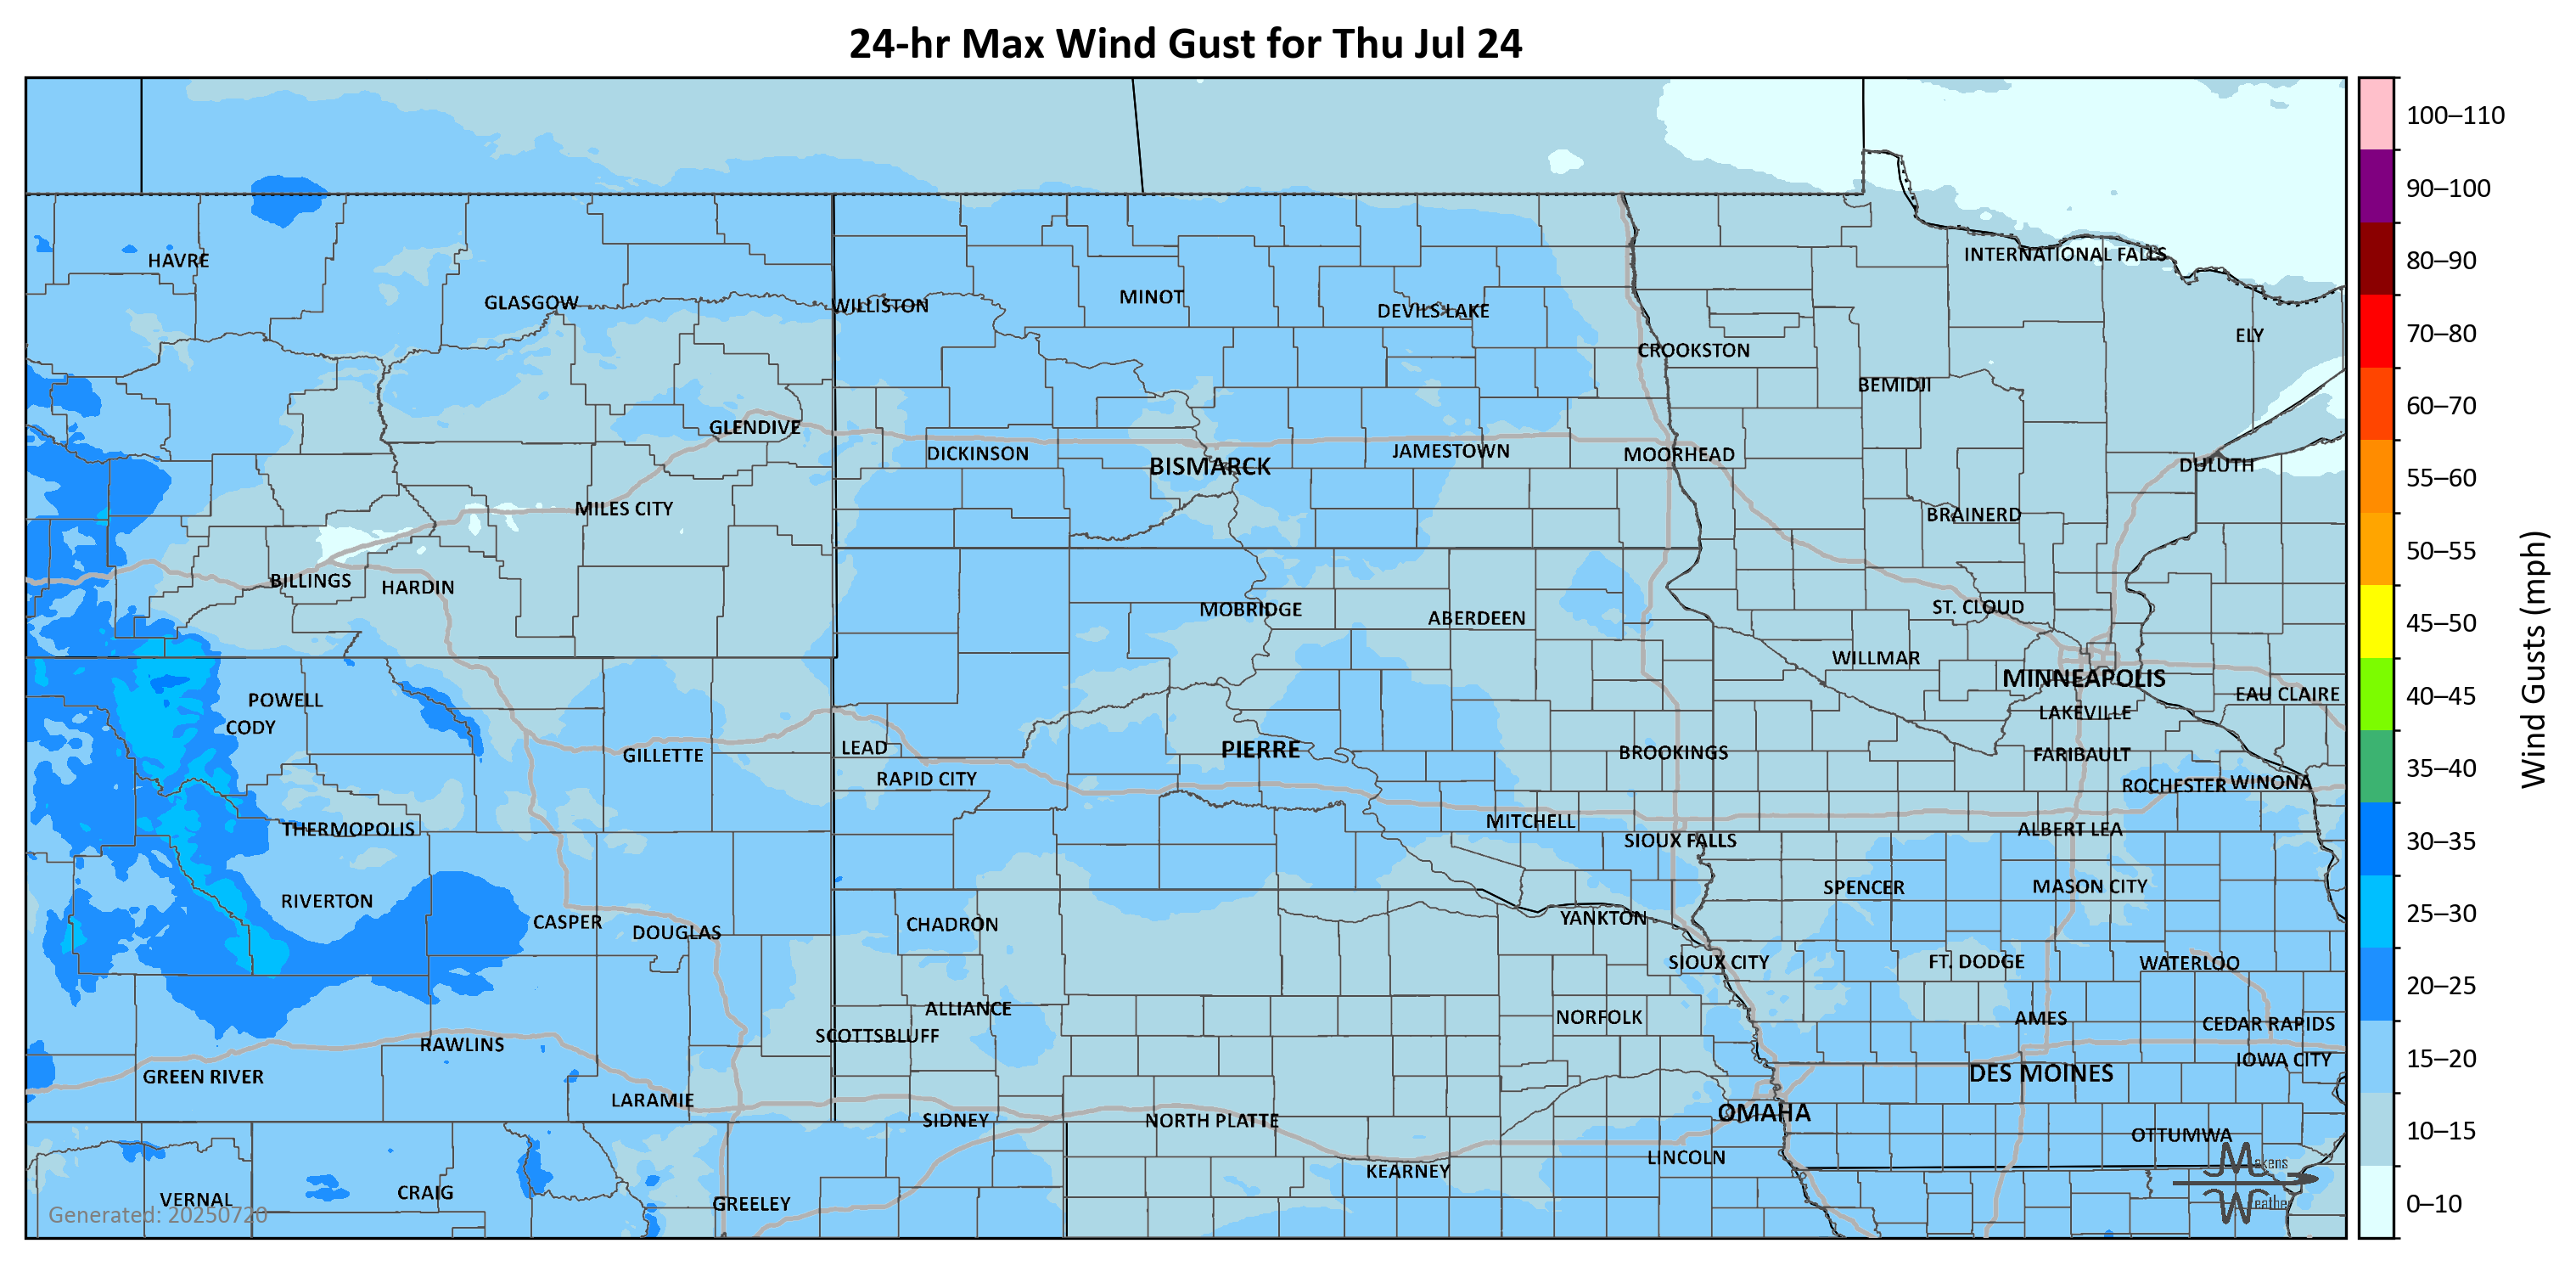 24-hr Max Wind Gust for Thu Jul 24
100–110
90–100
80–90
70–80
60–70
55–60
50–55
45–50
40–45
35–40
30–35
25–30
20–25
15–20
10–15
0–10
Wind Gusts (mph)
INTERNATIONAL FALLS
HAVRE
GLASGOW
WILLISTON
MINOT
DEVILS LAKE
ELY
CROOKSTON
BEMIDJI
GLENDIVE
DICKINSON
BISMARCK
JAMESTOWN
MOORHEAD
DULUTH
MILES CITY
BRAINERD
BILLINGS
HARDIN
MOBRIDGE
ABERDEEN
ST. CLOUD
WILLMAR
MINNEAPOLIS
EAU CLAIRE
POWELL
CODY
LAKEVILLE
GILLETTE
LEAD
PIERRE
BROOKINGS
FARIBAULT
RAPID CITY
ROCHESTER
WINONA
THERMOPOLIS
MITCHELL
ALBERT LEA
SIOUX FALLS
RIVERTON
SPENCER
MASON CITY
CASPER
DOUGLAS
CHADRON
YANKTON
SIOUX CITY
FT. DODGE
WATERLOO
ALLIANCE
NORFOLK
AMES
CEDAR RAPIDS
SCOTTSBLUFF
RAWLINS
IOWA CITY
GREEN RIVER
DES MOINES
LARAMIE
SIDNEY
NORTH PLATTE
OMAHA
OTTUMWA
LINCOLN
KEARNEY
VERNAL
CRAIG
GREELEY
Makens
Weather
Generated: 20250720